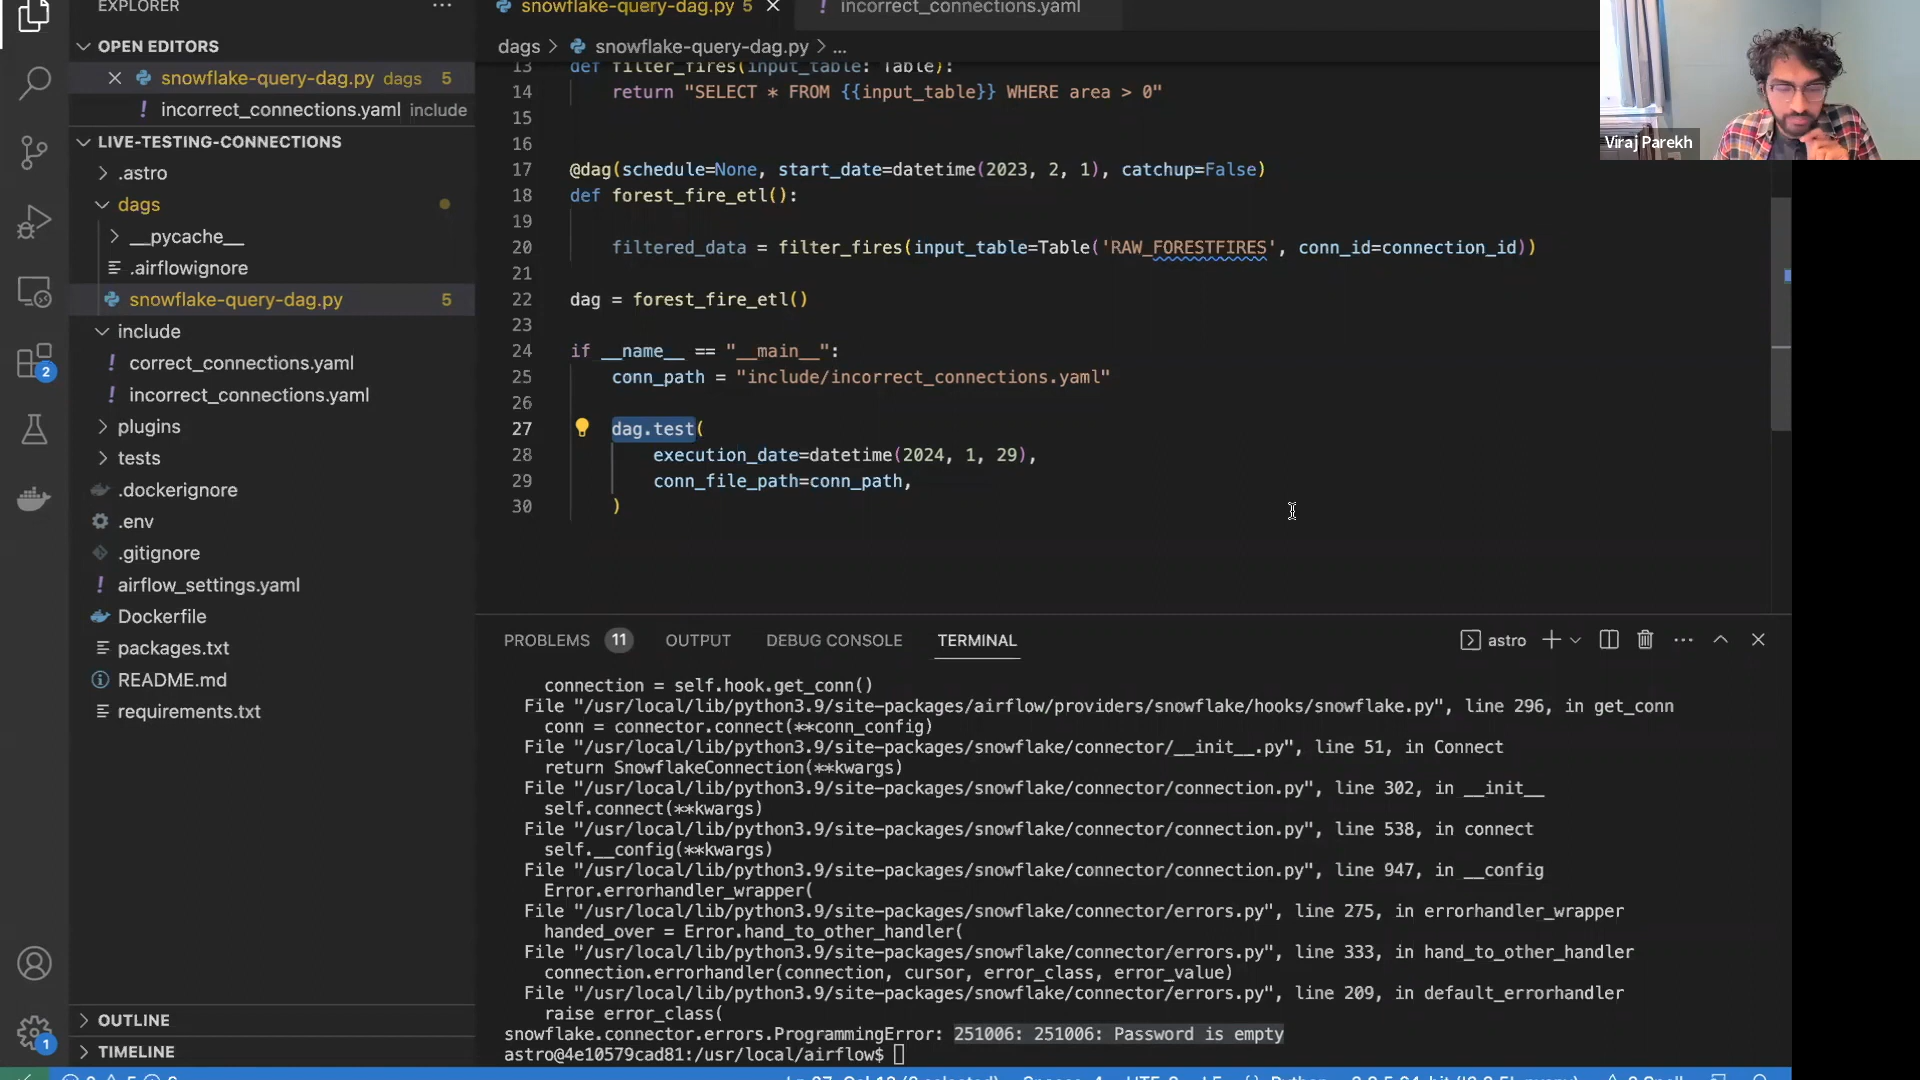 EXPLORER
...
OPEN EDITORS
snowflake-query-dag.py dags 5
! incorrect_connections.yaml include
LIVE-TESTING-CONNECTIONS
.astro
dags
__pycache__
.airflowignore
snowflake-query-dag.py 5
include
! correct_connections.yaml
! incorrect_connections.yaml
plugins
tests
.dockerignore
.env
.gitignore
! airflow_settings.yaml
Dockerfile
packages.txt
README.md
requirements.txt
OUTLINE
TIMELINE
2
1
snowflake-query-dag.py 5
! incorrect_connections.yaml
dags > snowflake-query-dag.py > ...
13 def filter_fires(input_table: Table):
14 return "SELECT * FROM {{input_table}} WHERE area > 0"
15
16
17 @dag(schedule=None, start_date=datetime(2023, 2, 1), catchup=False)
18 def forest_fire_etl():
19
20 filtered_data = filter_fires(input_table=Table('RAW_FORESTFIRES', conn_id=connection_id))
21
22 dag = forest_fire_etl()
23
24 if __name__ == "__main__":
25 conn_path = "include/incorrect_connections.yaml"
26
27 dag.test(
28 execution_date=datetime(2024, 1, 29),
29 conn_file_path=conn_path,
30 )
Viraj Parekh
PROBLEMS 11 OUTPUT DEBUG CONSOLE TERMINAL
astro
connection = self.hook.get_conn()
File "/usr/local/lib/python3.9/site-packages/airflow/providers/snowflake/hooks/snowflake.py", line 296, in get_conn
conn = connector.connect(**conn_config)
File "/usr/local/lib/python3.9/site-packages/snowflake/connector/__init__.py", line 51, in Connect
return SnowflakeConnection(**kwargs)
File "/usr/local/lib/python3.9/site-packages/snowflake/connector/connection.py", line 302, in __init__
self.connect(**kwargs)
File "/usr/local/lib/python3.9/site-packages/snowflake/connector/connection.py", line 538, in connect
self.__config(**kwargs)
File "/usr/local/lib/python3.9/site-packages/snowflake/connector/connection.py", line 947, in __config
Error.errorhandler_wrapper(
File "/usr/local/lib/python3.9/site-packages/snowflake/connector/errors.py", line 275, in errorhandler_wrapper
handed_over = Error.hand_to_other_handler(
File "/usr/local/lib/python3.9/site-packages/snowflake/connector/errors.py", line 333, in hand_to_other_handler
connection.errorhandler(connection, cursor, error_class, error_value)
File "/usr/local/lib/python3.9/site-packages/snowflake/connector/errors.py", line 209, in default_errorhandler
raise error_class(
snowflake.connector.errors.ProgrammingError: 251006: 251006: Password is empty
astro@4e10579cad81:/usr/local/airflow$